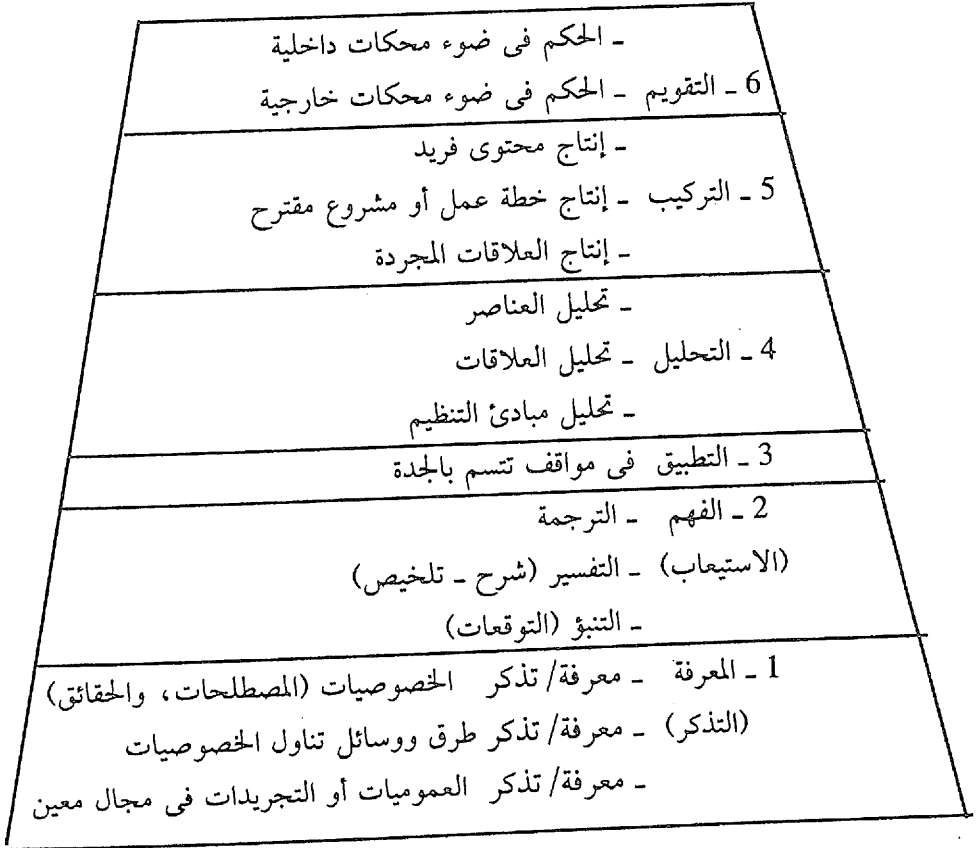 ـ الحكم فى ضوء محكات داخلية
6 ـ التقويم ـ الحكم فى ضوء محكات خارجية
ـ إنتاج محتوى فريد
5 ـ التركيب ـ إنتاج خطة عمل أو مشروع مقترح
ـ إنتاج العلاقات المجردة
ـ تحليل العناصر
4 ـ التحليل ـ تحليل العلاقات
ـ تحليل مبادئ التنظيم
3 ـ التطبيق فى مواقف تتسم بالجدة
2 ـ الفهم ـ الترجمة
(الاستيعاب) ـ التفسير (شرح ـ تلخيص)
ـ التنبؤ (التوقعات)
1 ـ المعرفة ـ معرفة/ تذكر الخصوصيات (المصطلحات، والحقائق)
(التذكر) ـ معرفة/ تذكر طرق ووسائل تناول الخصوصيات
ـ معرفة/ تذكر العموميات أو التجريدات فى مجال معين